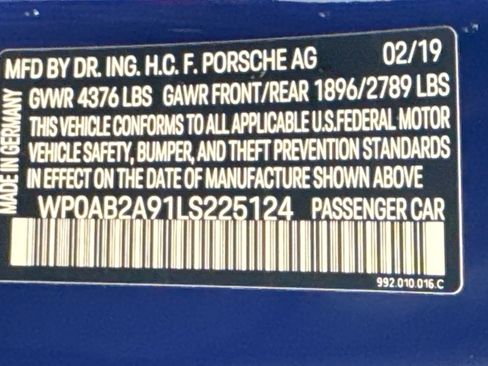 MFD BY DR. ING. H.C. F. PORSCHE AG 02/19
GVWR 4376 LBS GAWR FRONT/REAR 1896/2789 LBS
THIS VEHICLE CONFORMS TO ALL APPLICABLE U.S.FEDERAL MOTOR
VEHICLE SAFETY, BUMPER, AND THEFT PREVENTION STANDARDS
IN EFFECT ON THE DATE OF MANUFACTURE SHOWN ABOVE
WP0AB2A91LS225124 PASSENGER CAR
992.010.016.C
MADE IN GERMANY